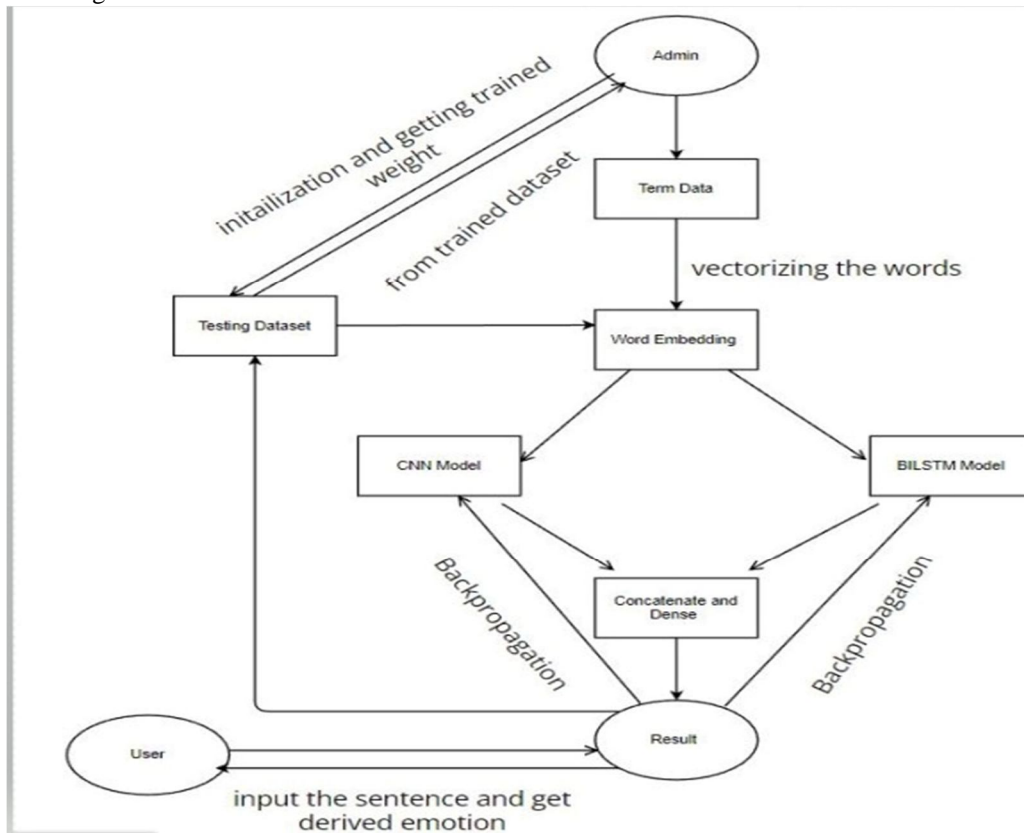 Admin
initailization and getting trained
weight
from trained dataset
Term Data
vectorizing the words
Testing Dataset
Word Embedding
CNN Model
BILSTM Model
Backpropagation
Concatenate and
Dense
Backpropagation
User
Result
input the sentence and get
derived emotion